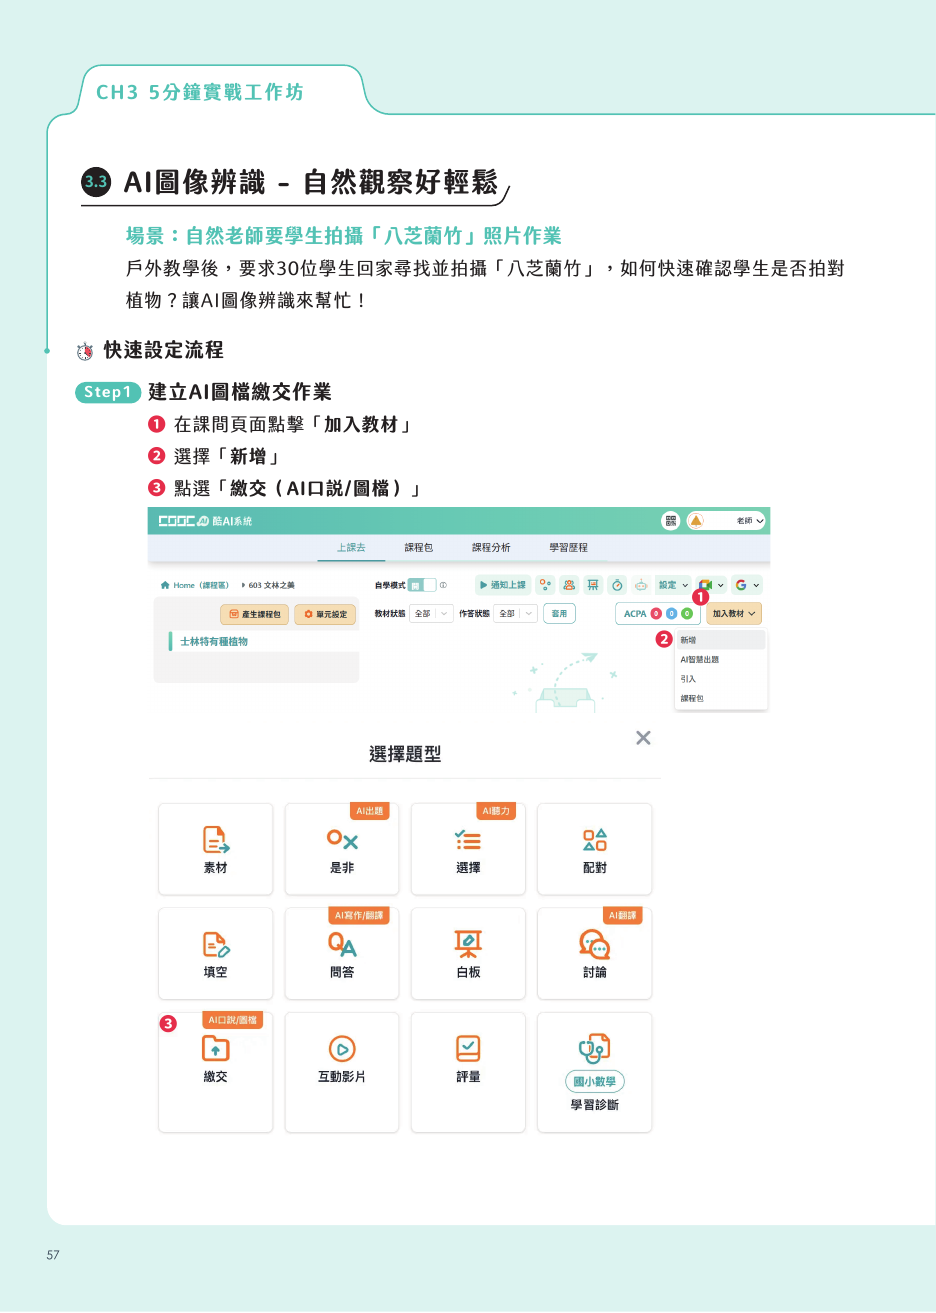 CH3 5分鐘實戰工作坊
3.3 AI圖像辨識 – 自然觀察好輕鬆
場景：自然老師要學生拍攝「八芝蘭竹」照片作業
戶外教學後，要求30位學生回家尋找並拍攝「八芝蘭竹」，如何快速確認學生是否拍對
植物？讓AI圖像辨識來幫忙！
快速設定流程
Step1 建立AI圖檔繳交作業
1 在課間頁面點擊「加入教材」
2 選擇「新增」
3 點選「繳交（AI口說/圖檔）」
COOC AI 酷AI系統 老師
上課去 課程包 課程分析 學習歷程
Home（課程區） 603 文林之美 自學模式 開 通知上課 設定
1
產生課程包 單元設定 教材狀態 全部 作答狀態 全部 套用 ACPA 0 0 0 加入教材
士林特有種植物
2 新增
AI智慧出題
引入
課程包
選擇題型
AI出題 AI聽力
素材 是非 選擇 配對
AI寫作/翻譯 AI翻譯
填空 問答 白板 討論
3 AI口說/圖檔
繳交 互動影片 評量 國小數學
學習診斷
57